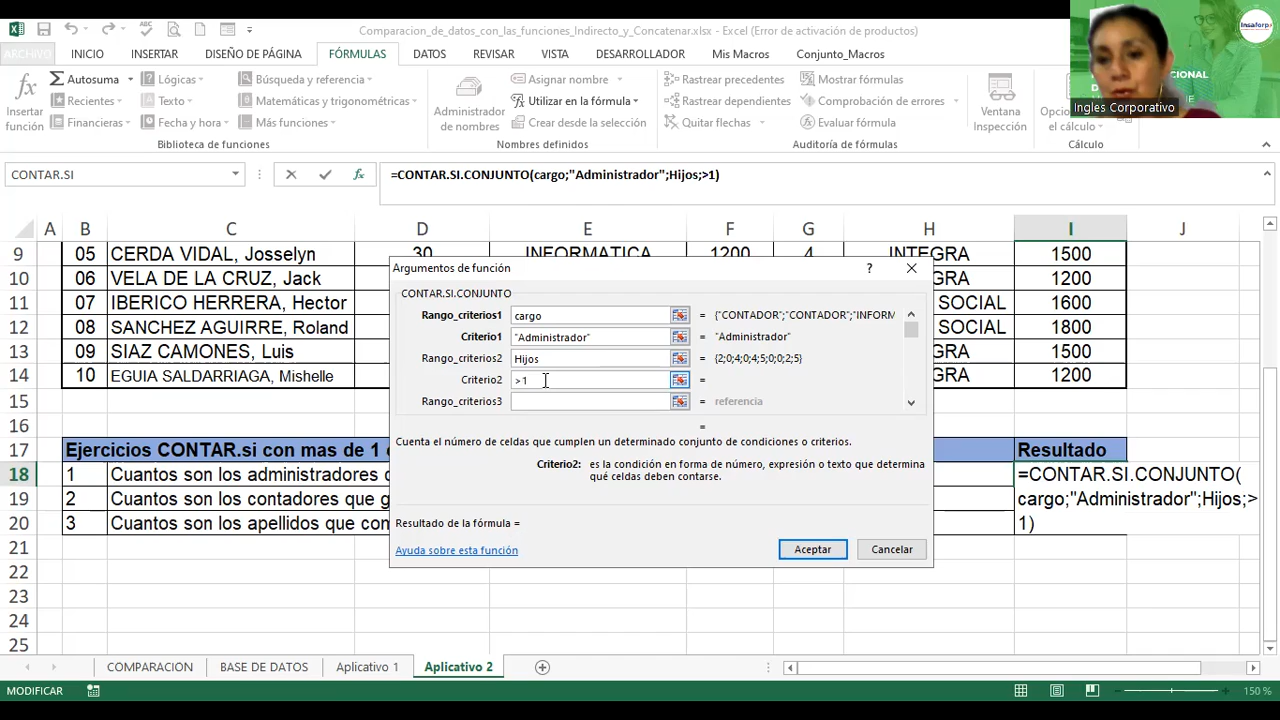 Comparacion_de_datos_con_las_funciones_Indirecto_y_Concatenar.xlsx - Excel (Error de activación de productos)
Insaforp
ARCHIVO INICIO INSERTAR DISEÑO DE PÁGINA FÓRMULAS DATOS REVISAR VISTA DESARROLLADOR Mis Macros Conjunto_Macros
Insertar función
Autosuma
Recientes
Financieras
Lógicas
Texto
Fecha y hora
Búsqueda y referencia
Matemáticas y trigonométricas
Más funciones
Biblioteca de funciones
Administrador de nombres
Asignar nombre
Utilizar en la fórmula
Crear desde la selección
Nombres definidos
Rastrear precedentes
Rastrear dependientes
Quitar flechas
Mostrar fórmulas
Comprobación de errores
Evaluar fórmula
Auditoría de fórmulas
Ventana Inspección
el cálculo
Cálculo
Ingles Corporativo
CONTAR.SI
=CONTAR.SI.CONJUNTO(cargo;"Administrador";Hijos;>1)
A B C D E F G H I J
9 05 CERDA VIDAL, Josselyn 30 INFORMATICA 1200 4 INTEGRA 1500
10 06 VELA DE LA CRUZ, Jack GRA 1200
11 07 IBERICO HERRERA, Hector SOCIAL 1600
12 08 SANCHEZ AGUIRRE, Roland SOCIAL 1800
13 09 SIAZ CAMONES, Luis GRA 1500
14 10 EGUIA SALDARRIAGA, Mishelle GRA 1200
15
16
17 Ejercicios CONTAR.si con mas de 1 Resultado
18 1 Cuantos son los administradores =CONTAR.SI.CONJUNTO(
19 2 Cuantos son los contadores que cargo;"Administrador";Hijos;>
20 3 Cuantos son los apellidos que 1)
21
22
23
24
25
Argumentos de función ?
CONTAR.SI.CONJUNTO
Rango_criterios1 cargo = {"CONTADOR";"CONTADOR";"INFORM
Criterio1 "Administrador" = "Administrador"
Rango_criterios2 Hijos = {2;0;4;0;4;5;0;0;2;5}
Criterio2 >1 =
Rango_criterios3 = referencia
=
Cuenta el número de celdas que cumplen un determinado conjunto de condiciones o criterios.
Criterio2: es la condición en forma de número, expresión o texto que determina
qué celdas deben contarse.
Resultado de la fórmula =
Ayuda sobre esta función Aceptar Cancelar
COMPARACION BASE DE DATOS Aplicativo 1 Aplicativo 2
MODIFICAR 150 %